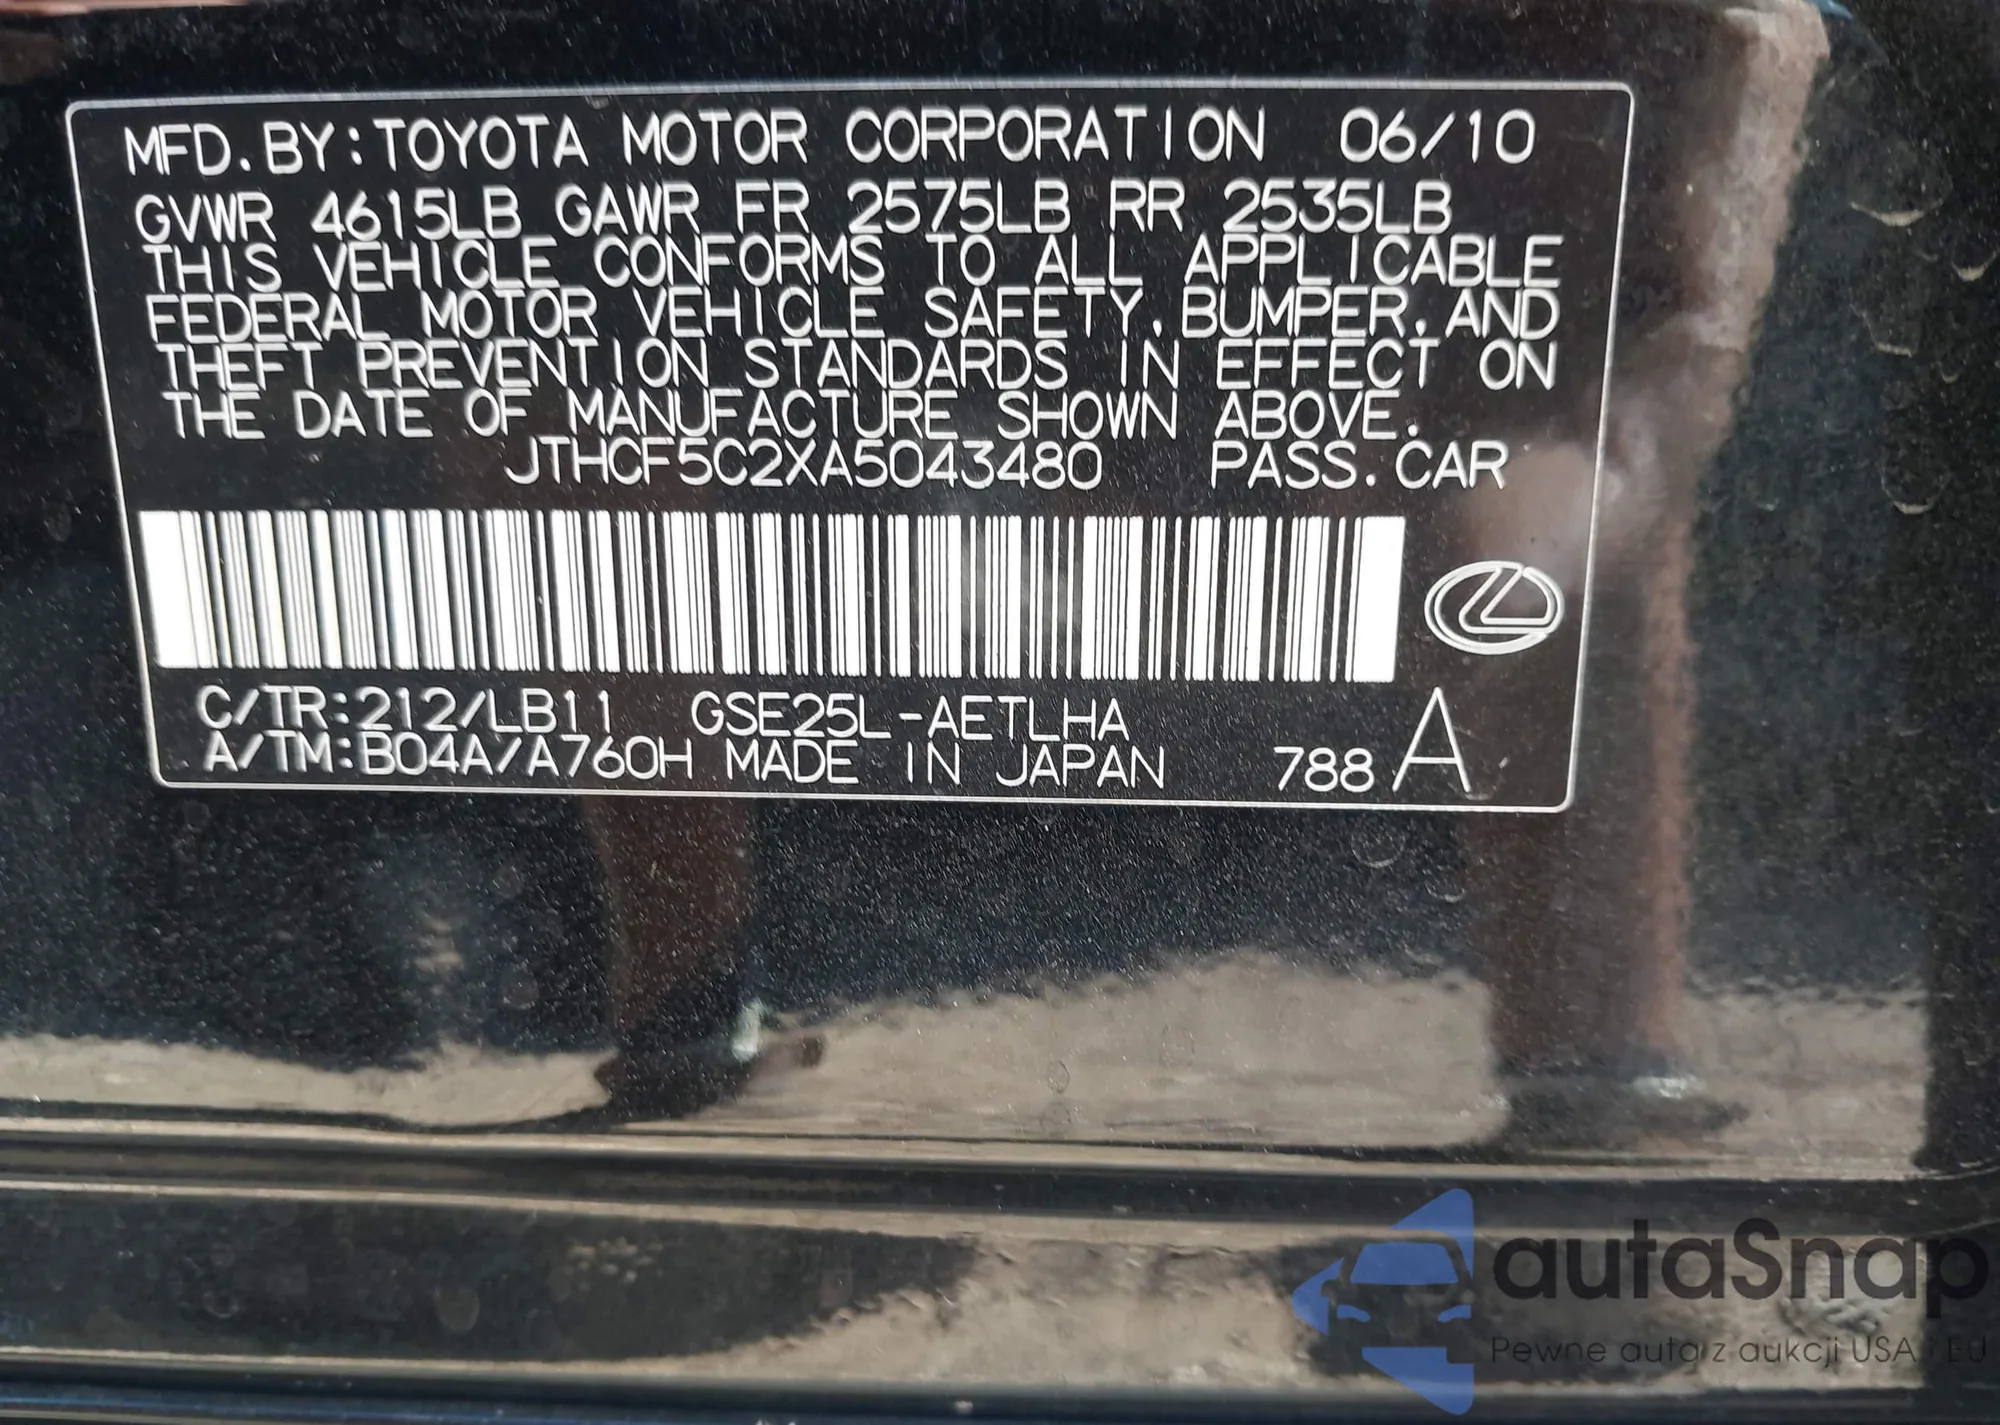 MFD. BY: TOYOTA MOTOR CORPORATION 06/10
GVWR 4615LB GAWR FR 2575LB RR 2535LB
THIS VEHICLE CONFORMS TO ALL APPLICABLE
FEDERAL MOTOR VEHICLE SAFETY, BUMPER, AND
THEFT PREVENTION STANDARDS IN EFFECT ON
THE DATE OF MANUFACTURE SHOWN ABOVE.
JTHCF5C2XA5043480 PASS. CAR
C/TR: 212/LB11 GSE25L-AETLHA
A/TM: B04A/A760H MADE IN JAPAN 788 A
autaSnap
Pewne auta z aukcji USA i EU